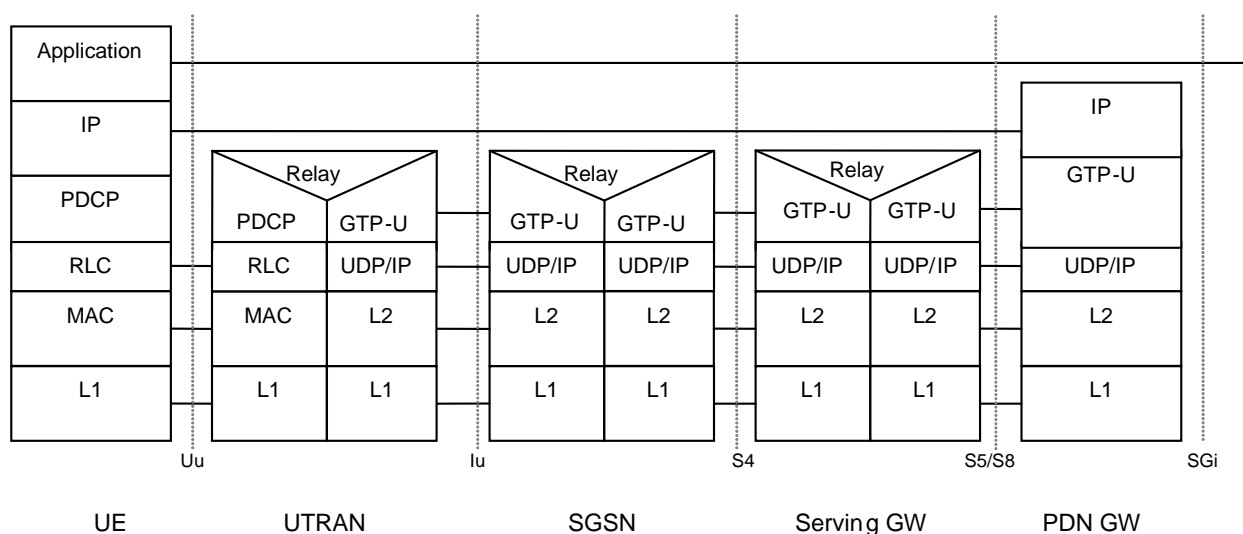 Application
IP
IP
Relay
Relay
Relay
GTP-U
PDCP
PDCP
GTP-U
GTP-U
GTP-U
GTP-U
GTP-U
RLC
RLC
UDP/IP
UDP/IP
UDP/IP
UDP/IP
UDP/IP
UDP/IP
MAC
MAC
L2
L2
L2
L2
L2
L2
L1
L1
L1
L1
L1
L1
L1
L1
Uu
Iu
S4
S5/S8
SGi
UE
UTRAN
SGSN
Serving GW
PDN GW